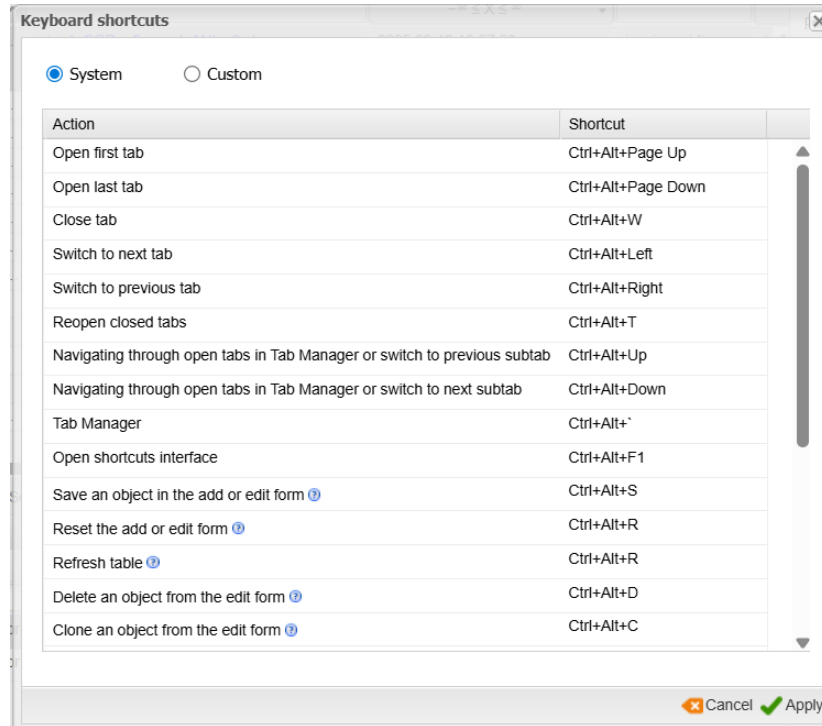 Keyboard shortcuts
System Custom
Action Shortcut
Open first tab Ctrl+Alt+Page Up
Open last tab Ctrl+Alt+Page Down
Close tab Ctrl+Alt+W
Switch to next tab Ctrl+Alt+Left
Switch to previous tab Ctrl+Alt+Right
Reopen closed tabs Ctrl+Alt+T
Navigating through open tabs in Tab Manager or switch to previous subtab Ctrl+Alt+Up
Navigating through open tabs in Tab Manager or switch to next subtab Ctrl+Alt+Down
Tab Manager Ctrl+Alt+`
Open shortcuts interface Ctrl+Alt+F1
Save an object in the add or edit form Ctrl+Alt+S
Reset the add or edit form Ctrl+Alt+R
Refresh table Ctrl+Alt+R
Delete an object from the edit form Ctrl+Alt+D
Clone an object from the edit form Ctrl+Alt+C
Cancel Apply